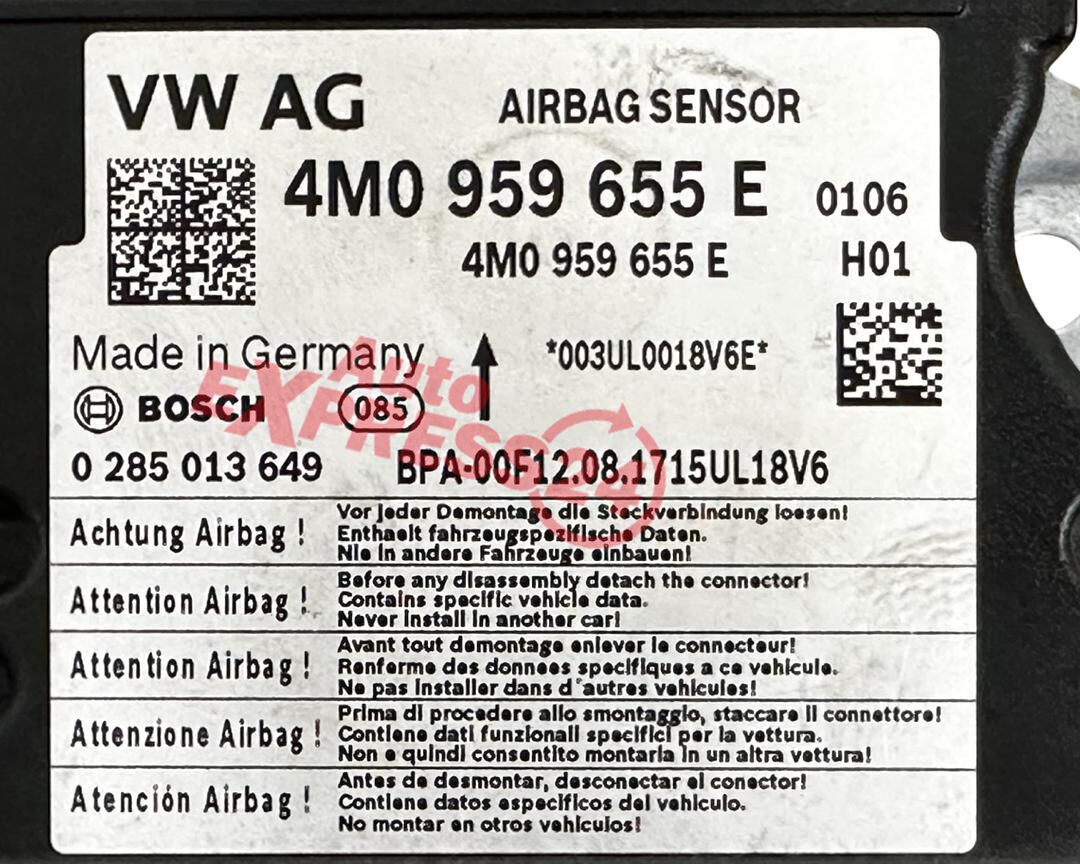 VW AG
AIRBAG SENSOR
4M0 959 655 E 0106
4M0 959 655 E H01
Made in Germany
*003UL0018V6E*
BOSCH 085
0 285 013 649 BPA-00F12.08.1715UL18V6
Auto
EXPRESS24
Achtung Airbag !
Vor jeder Demontage die Steckverbindung loesen!
Enthaelt fahrzeugspezifische Daten.
Nie in andere Fahrzeuge einbauen!
Attention Airbag !
Before any disassembly detach the connector!
Contains specific vehicle data.
Never install in another car!
Attention Airbag !
Avant tout demontage enlever le connecteur!
Renferme des donnees specifiques a ce vehicule.
Ne pas installer dans d'autres vehicules!
Attenzione Airbag !
Prima di procedere allo smontaggio, staccare il connettore!
Contiene dati funzionali specifici per la vettura.
Non e quindi consentito montarla in un altra vettura!
Atención Airbag !
Antes de desmontar, desconectar el conector!
Contiene datos especificos del vehiculo.
No montar en otros vehiculos!